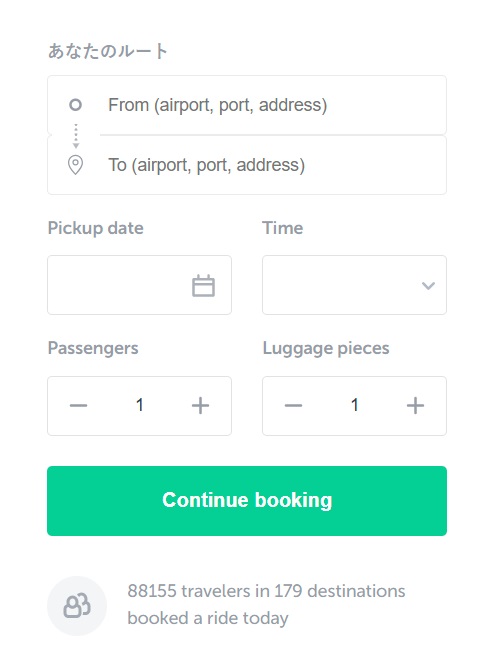 あなたのルート
From (airport, port, address)
To (airport, port, address)
Pickup date
Time
Passengers
Luggage pieces
1
1
Continue booking
88155 travelers in 179 destinations
booked a ride today